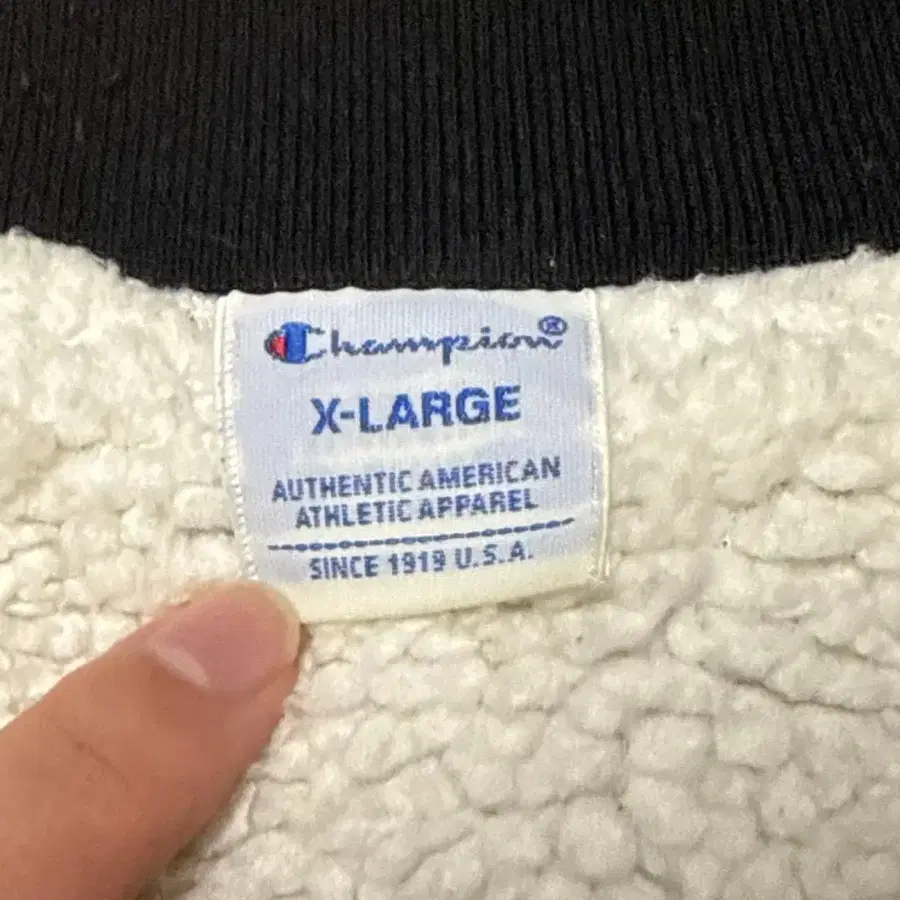 Champion®
X-LARGE
AUTHENTIC AMERICAN
ATHLETIC APPAREL
SINCE 1919 U.S.A.